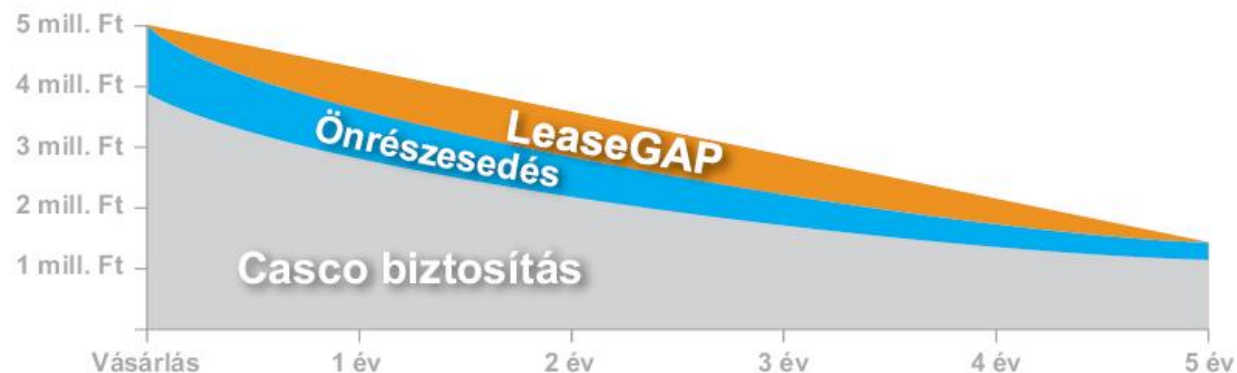 5 mill. Ft
4 mill. Ft
3 mill. Ft
2 mill. Ft
1 mill. Ft
LeaseGAP
Önrészesedés
Casco biztosítás
Vásárlás 1 év 2 év 3 év 4 év 5 év